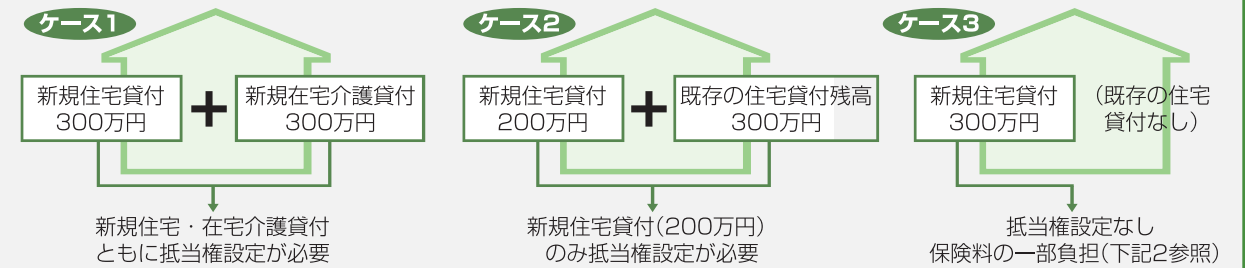 ケース1
新規住宅貸付
300万円
+
新規在宅介護貸付
300万円
新規住宅・在宅介護貸付
ともに抵当権設定が必要
ケース2
新規住宅貸付
200万円
+
既存の住宅貸付残高
300万円
新規住宅貸付(200万円)
のみ抵当権設定が必要
ケース3
新規住宅貸付
300万円
(既存の住宅
貸付なし)
抵当権設定なし
保険料の一部負担(下記2参照)